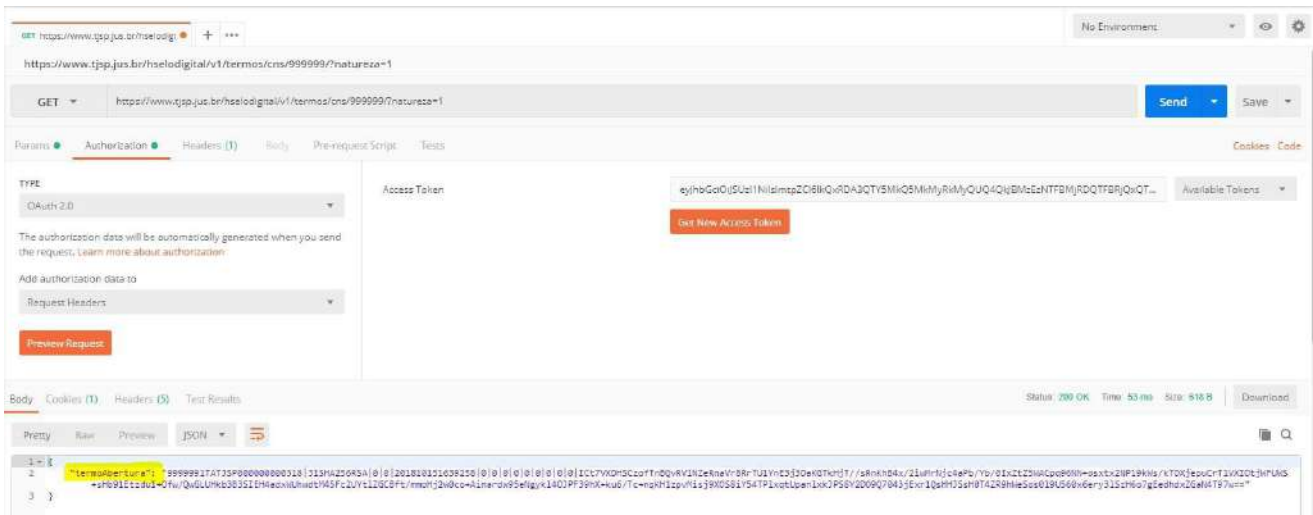 GET https://www.tjsp.jus.br/hselodigi + •••
No Environment
https://www.tjsp.jus.br/hselodigital/v1/termos/cns/999999/?natureza=1
GET https://www.tjsp.jus.br/hselodigital/v1/termos/cns/999999/?natureza=1 Send Save
Params Authorization Headers (1) Body Pre-request Script Tests Cookies Code
TYPE
OAuth 2.0
The authorization data will be automatically generated when you send
the request. Learn more about authorization
Add authorization data to
Request Headers
Preview Request
Access Token Available Tokens
Get New Access Token
Body Cookies (1) Headers (5) Test Results Status: 200 OK Time: 53 ms Size: 618 B Download
Pretty Raw Preview JSON
1 {
2 "termoAbertura":
3 }